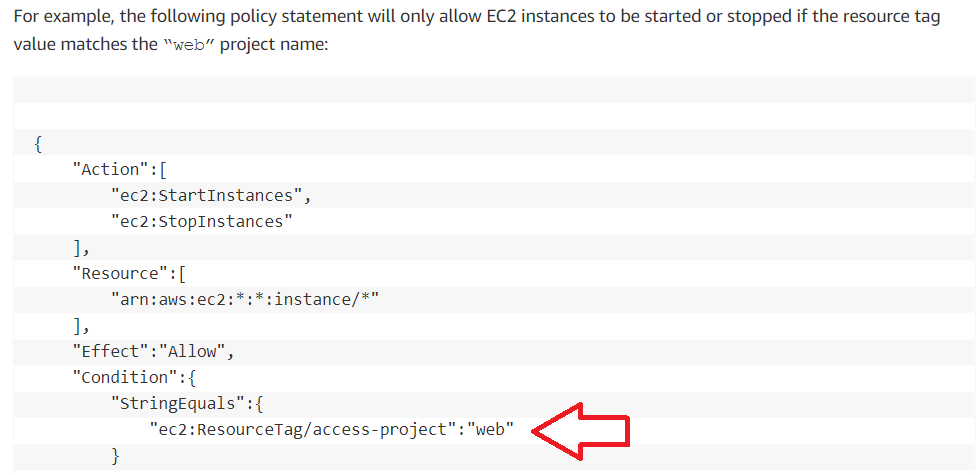 For example, the following policy statement will only allow EC2 instances to be started or stopped if the resource tag
value matches the “web” project name:
{
"Action":[
"ec2:StartInstances",
"ec2:StopInstances"
],
"Resource":[
"arn:aws:ec2:*:*:instance/*"
],
"Effect":"Allow",
"Condition":{
"StringEquals":{
"ec2:ResourceTag/access-project":"web"
}